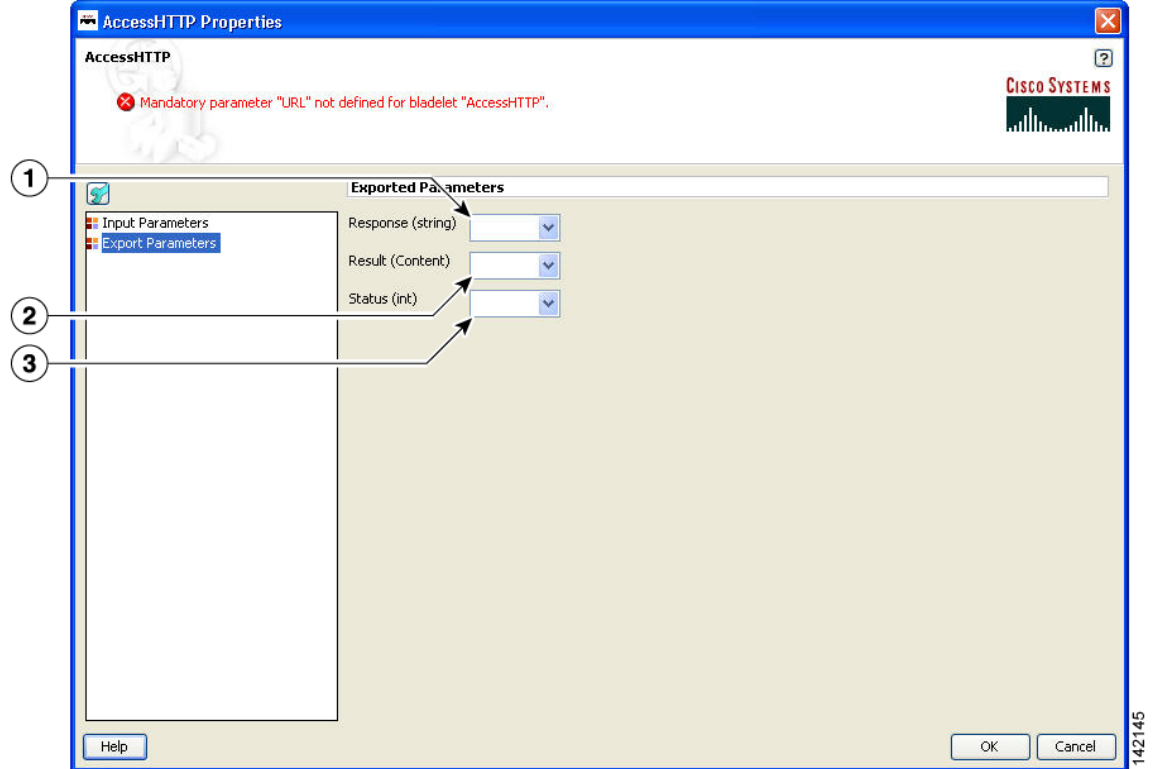 AccessHTTP Properties
AccessHTTP
?
CISCO SYSTEMS
Mandatory parameter "URL" not defined for bladelet "AccessHTTP".
1
Exported Parameters
Input Parameters
Export Parameters
Response (string)
Result (Content)
2
Status (int)
3
Help
OK
Cancel
142145